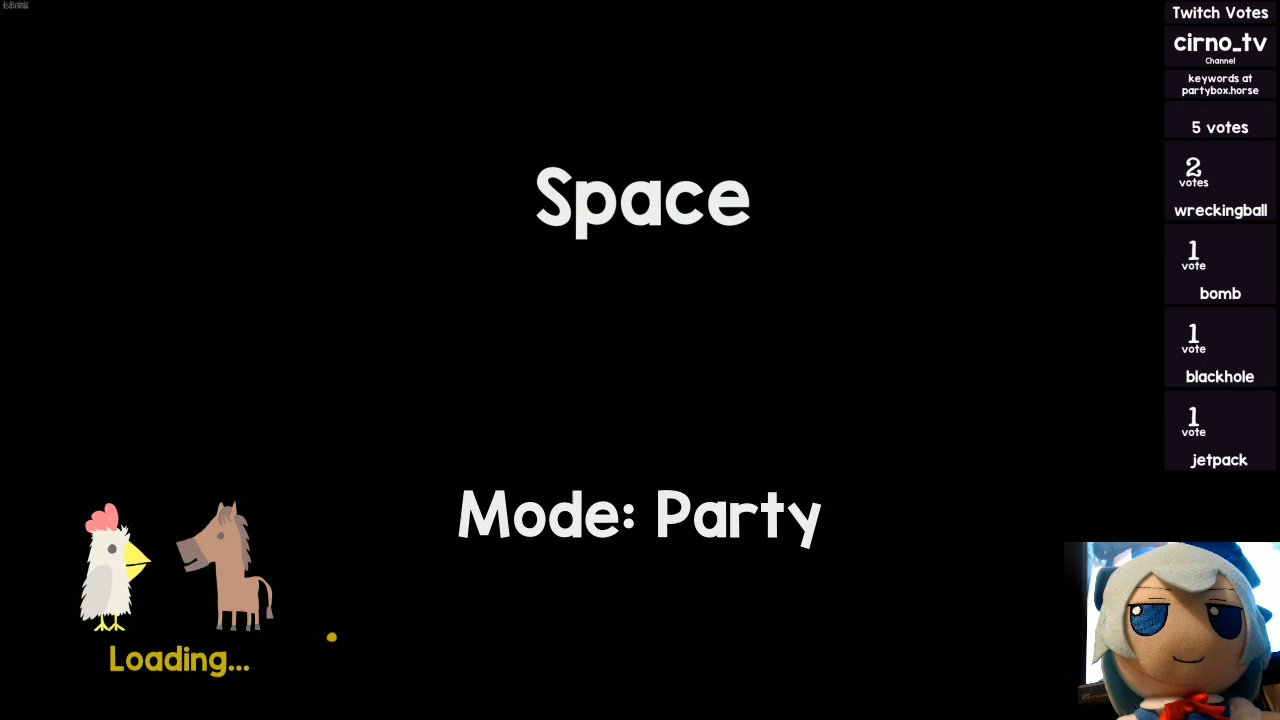 Twitch Votes
cirno_tv
Channel
keywords at
partybox.horse
5 votes
2
votes
wreckingball
1
vote
bomb
1
vote
blackhole
1
vote
jetpack
Space
Mode: Party
Loading...